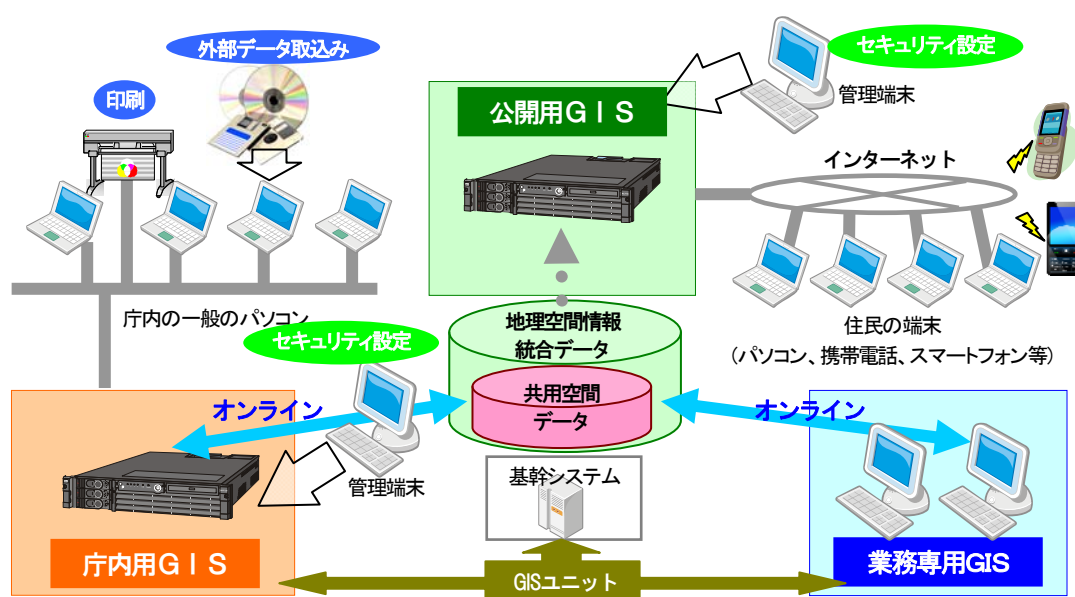 外部データ取込み
セキュリティ設定
印刷
管理端末
公開用ＧＩＳ
インターネット
庁内の一般のパソコン
地理空間情報
統合データ
住民の端末
（パソコン、携帯電話、スマートフォン等）
セキュリティ設定
共用空間
データ
オンライン
オンライン
基幹システム
管理端末
庁内用ＧＩＳ
GISユニット
業務専用GIS